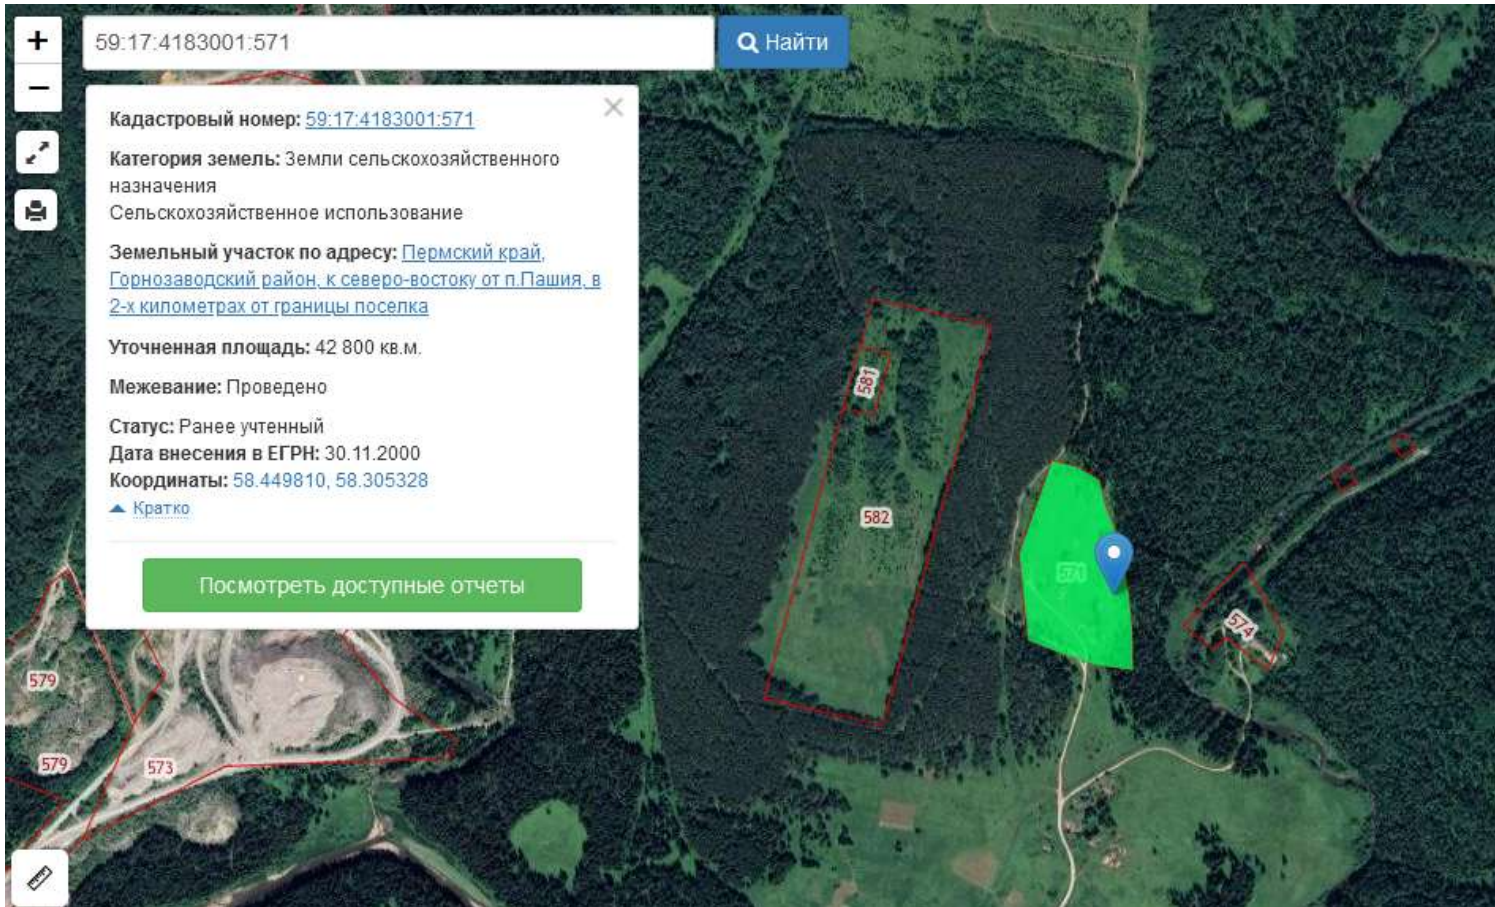 +
59:17:4183001:571
Найти
−
Кадастровый номер: 59:17:4183001:571
Категория земель: Земли сельскохозяйственного
назначения
Сельскохозяйственное использование
Земельный участок по адресу: Пермский край,
Горнозаводский район, к северо-востоку от п.Пашия, в
2-х километрах от границы поселка
Уточненная площадь: 42 800 кв.м.
Межевание: Проведено
Статус: Ранее учтенный
Дата внесения в ЕГРН: 30.11.2000
Координаты: 58.449810, 58.305328
Кратко
Посмотреть доступные отчеты
581
582
571
574
579
579
573